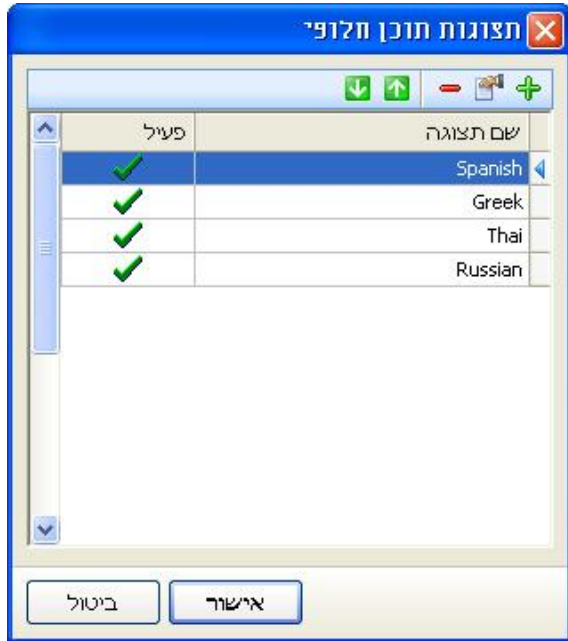 תצוגות תוכן חלופי
שם תצוגה פעיל
Spanish
Greek
Thai
Russian
אישור ביטול